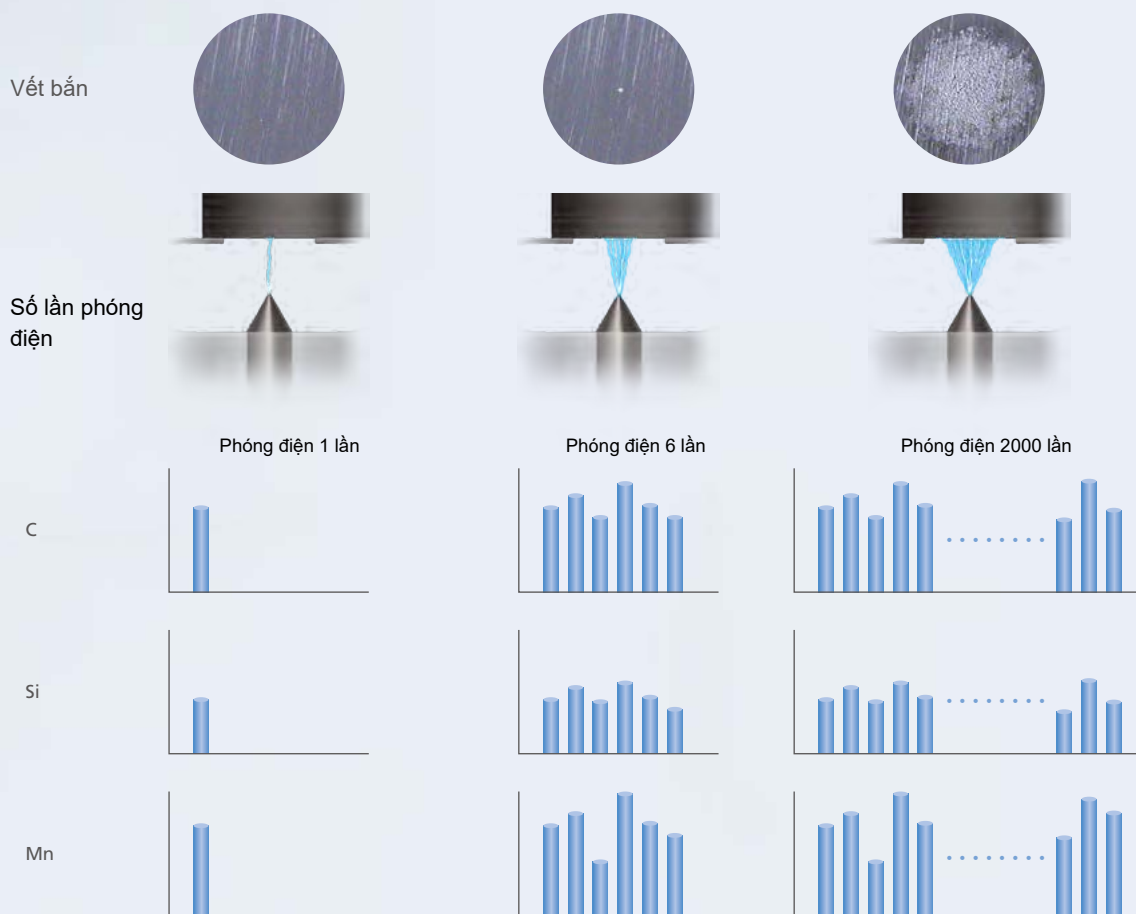 Vết bắn
Số lần phóng
điện
Phóng điện 1 lần
Phóng điện 6 lần
Phóng điện 2000 lần
C
Si
Mn